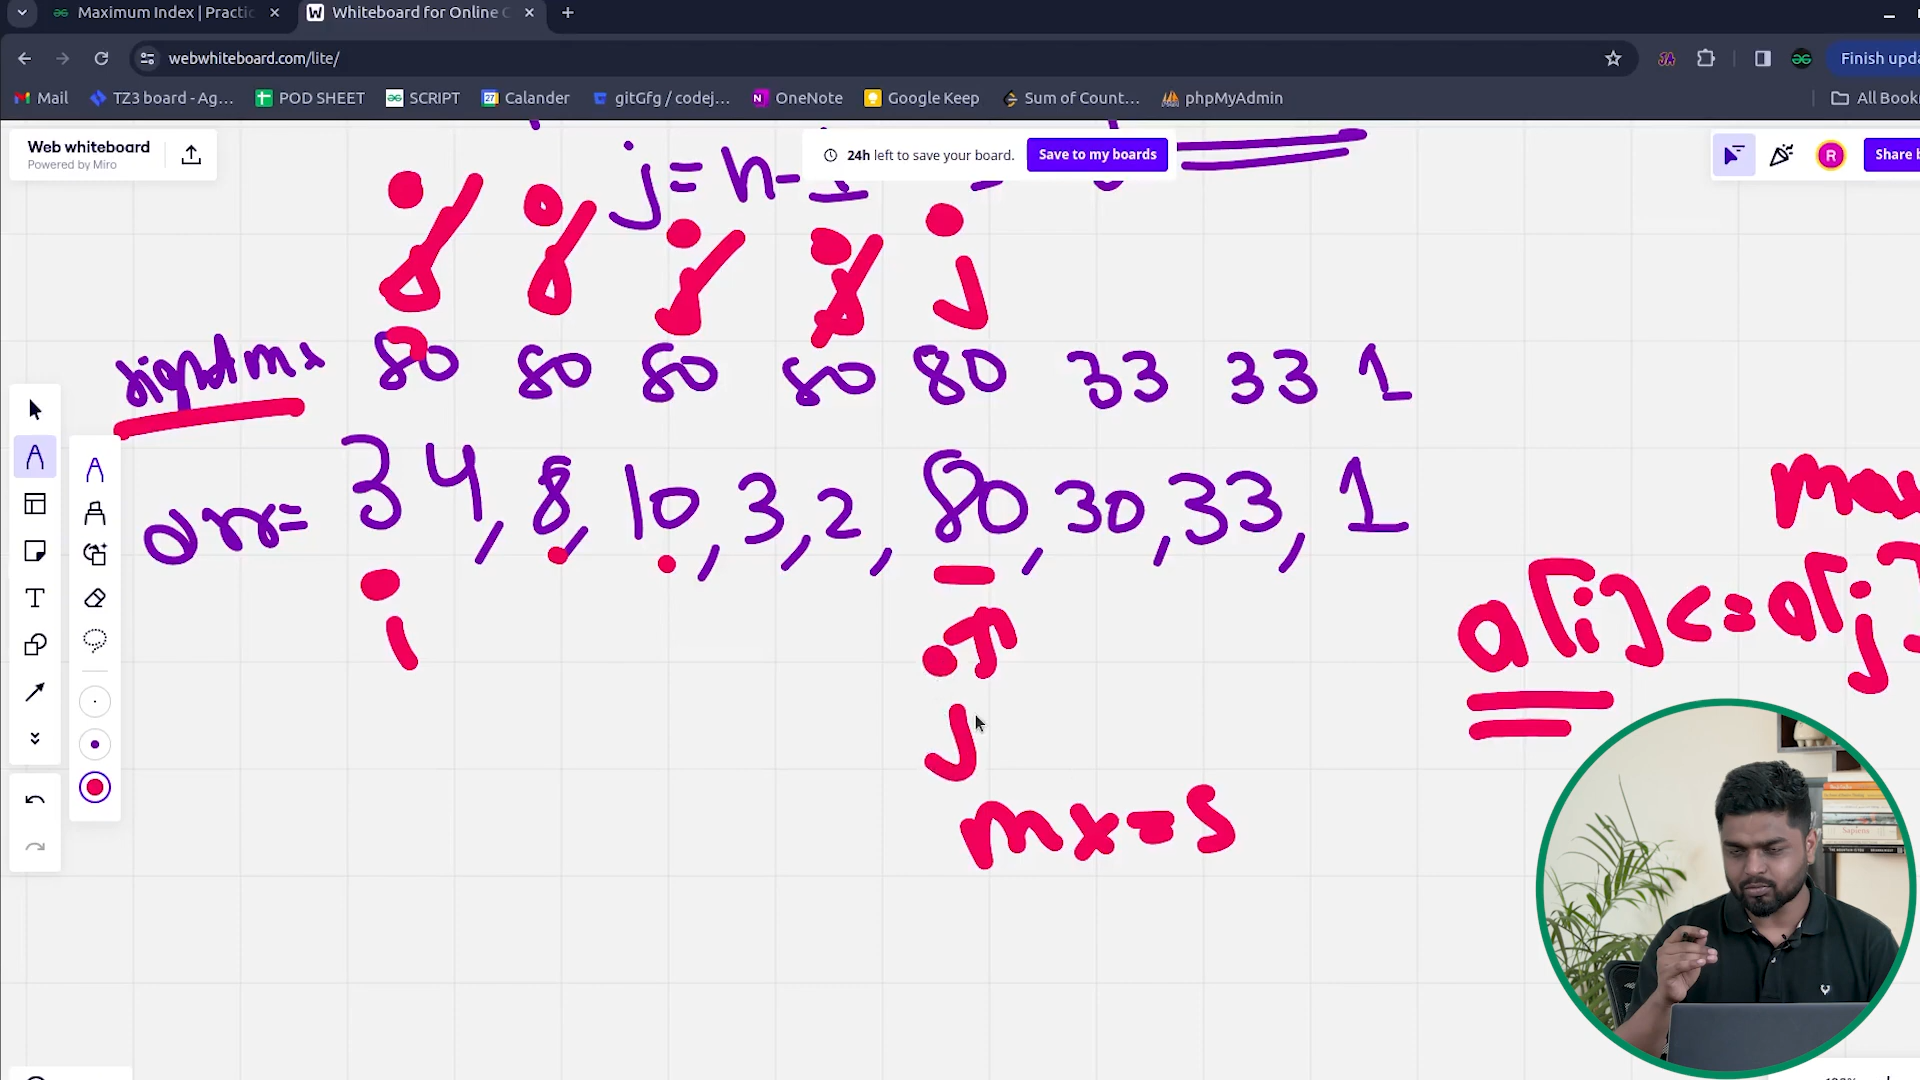 Maximum Index | Practic
Whiteboard for Online C
webwhiteboard.com/lite/
Finish upda
Mail
TZ3 board - Ag...
POD SHEET
SCRIPT
Calander
gitGfg / codej...
OneNote
Google Keep
Sum of Count...
phpMyAdmin
All Book
Web whiteboard
Powered by Miro
24h left to save your board.
Save to my boards
R
Share b
j = n-1
j j j j j
rightmx 80 80 80 80 80 33 33 1
arr= 34, 8, 10, 3, 2, 80, 30, 33, 1
i
a[i]<=a[j]
j
mx=5
T